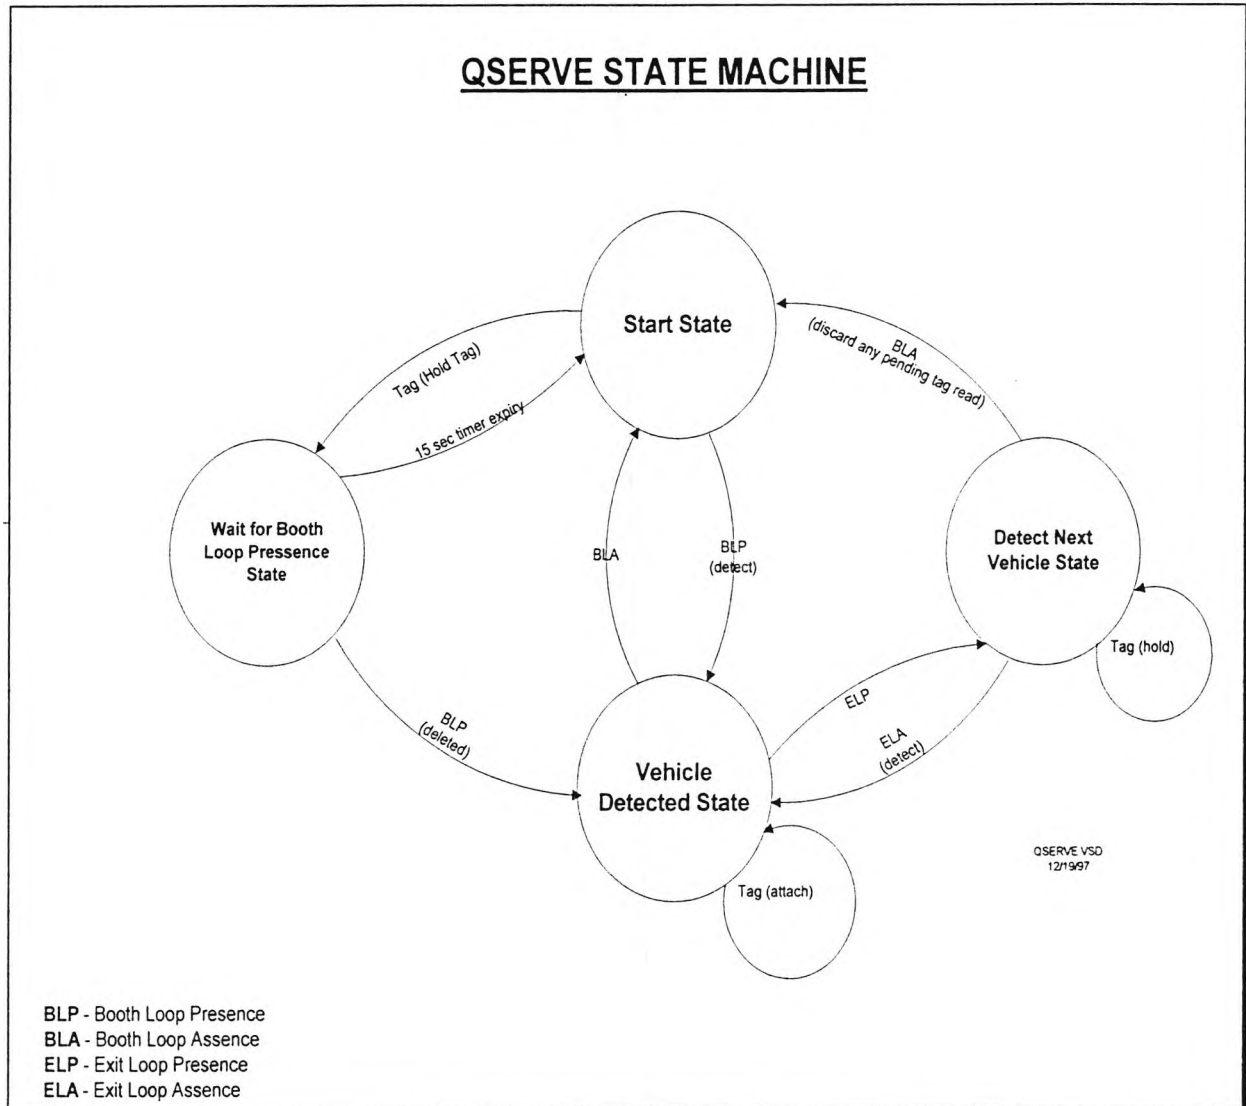 QSERVE STATE MACHINE
Start State
BLA
(discard any pending tag read)
Tag (Hold Tag)
15 sec timer expiry
Wait for Booth
Loop Pressence
State
BLA
BLP
(detect)
Detect Next
Vehicle State
Tag (hold)
BLP
(deleted)
ELP
ELA
(detect)
Vehicle
Detected State
Tag (attach)
QSERVE VSD
12/19/97
BLP - Booth Loop Presence
BLA - Booth Loop Assence
ELP - Exit Loop Presence
ELA - Exit Loop Assence